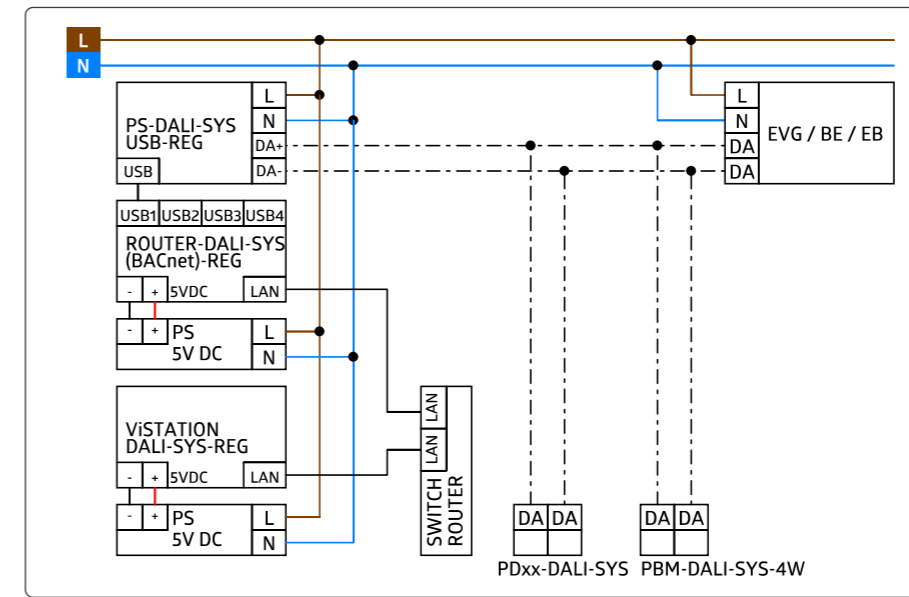 L
N
PS-DALI-SYS
USB-REG
L
N
DA+
DA-
USB
L
N
DA
DA
EVG / BE / EB
USB1 USB2 USB3 USB4
ROUTER-DALI-SYS
(BACnet)-REG
- + 5VDC LAN
- + PS
5V DC
L
N
ViSTATION
DALI-SYS-REG
- + 5VDC LAN
- + PS
5V DC
L
N
LAN
LAN
SWITCH
ROUTER
DA DA
PDxx-DALI-SYS
DA DA
PBM-DALI-SYS-4W